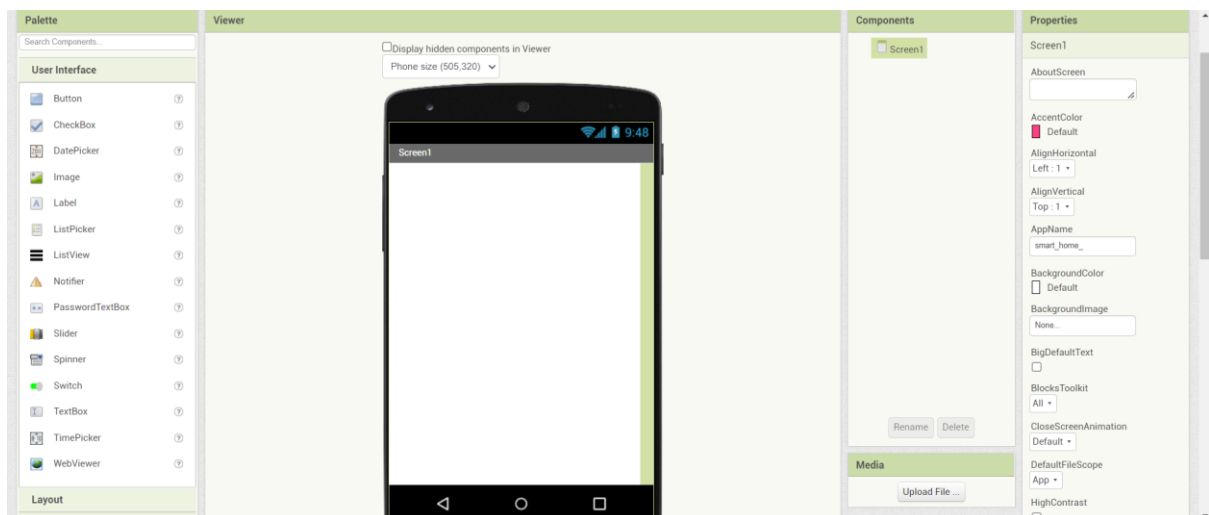 Palette
Search Components...
User Interface
Button
CheckBox
DatePicker
Image
Label
ListPicker
ListView
Notifier
PasswordTextBox
Slider
Spinner
Switch
TextBox
TimePicker
WebViewer
Layout
Viewer
Display hidden components in Viewer
Phone size (505,320)
9:48
Screen1
Components
Screen1
Rename Delete
Media
Upload File ...
Properties
Screen1
AboutScreen
AccentColor
Default
AlignHorizontal
Left : 1
AlignVertical
Top : 1
AppName
smart_home_
BackgroundColor
Default
BackgroundImage
None...
BigDefaultText
BlocksToolkit
All
CloseScreenAnimation
Default
DefaultFileScope
App
HighContrast